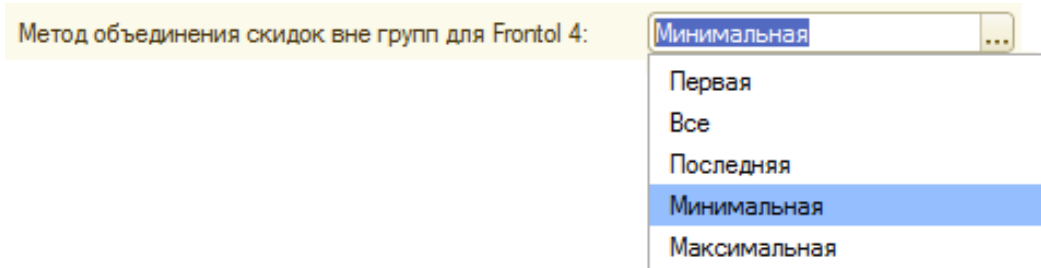 Метод объединения скидок вне групп для Frontol 4: Минимальная ...
Первая
Все
Последняя
Минимальная
Максимальная